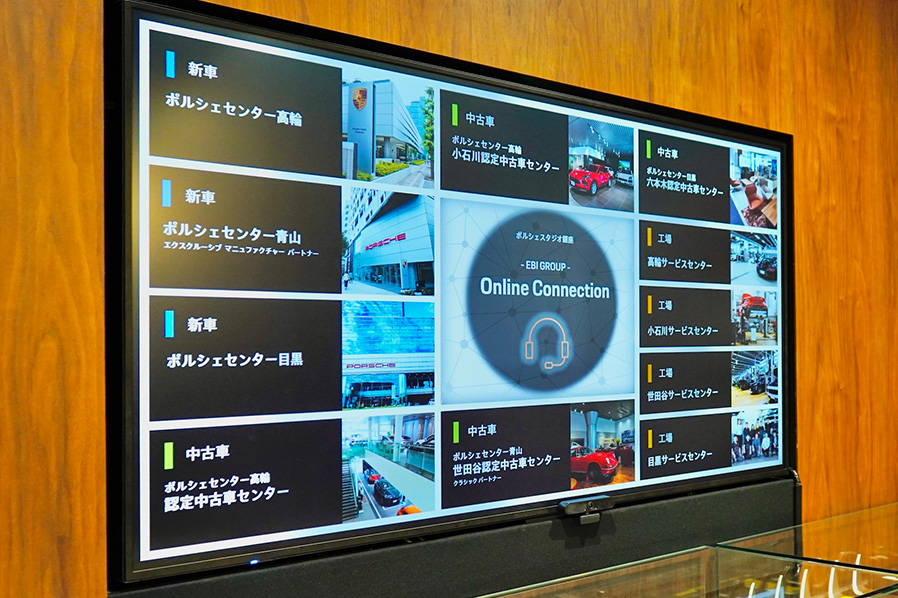 新車
ポルシェセンター高輪
新車
ポルシェセンター青山
エクスクルーシブ マニュファクチャー パートナー
PORSCHE
新車
ポルシェセンター目黒
PORSCHE
中古車
ポルシェセンター高輪
認定中古車センター
中古車
ポルシェセンター高輪
小石川認定中古車センター
ポルシェスタジオ銀座
- EBI GROUP -
Online Connection
中古車
ポルシェセンター青山
世田谷認定中古車センター
クラシック パートナー
中古車
ポルシェセンター目黒
六本木認定中古車センター
工場
高輪サービスセンター
工場
小石川サービスセンター
工場
世田谷サービスセンター
工場
目黒サービスセンター